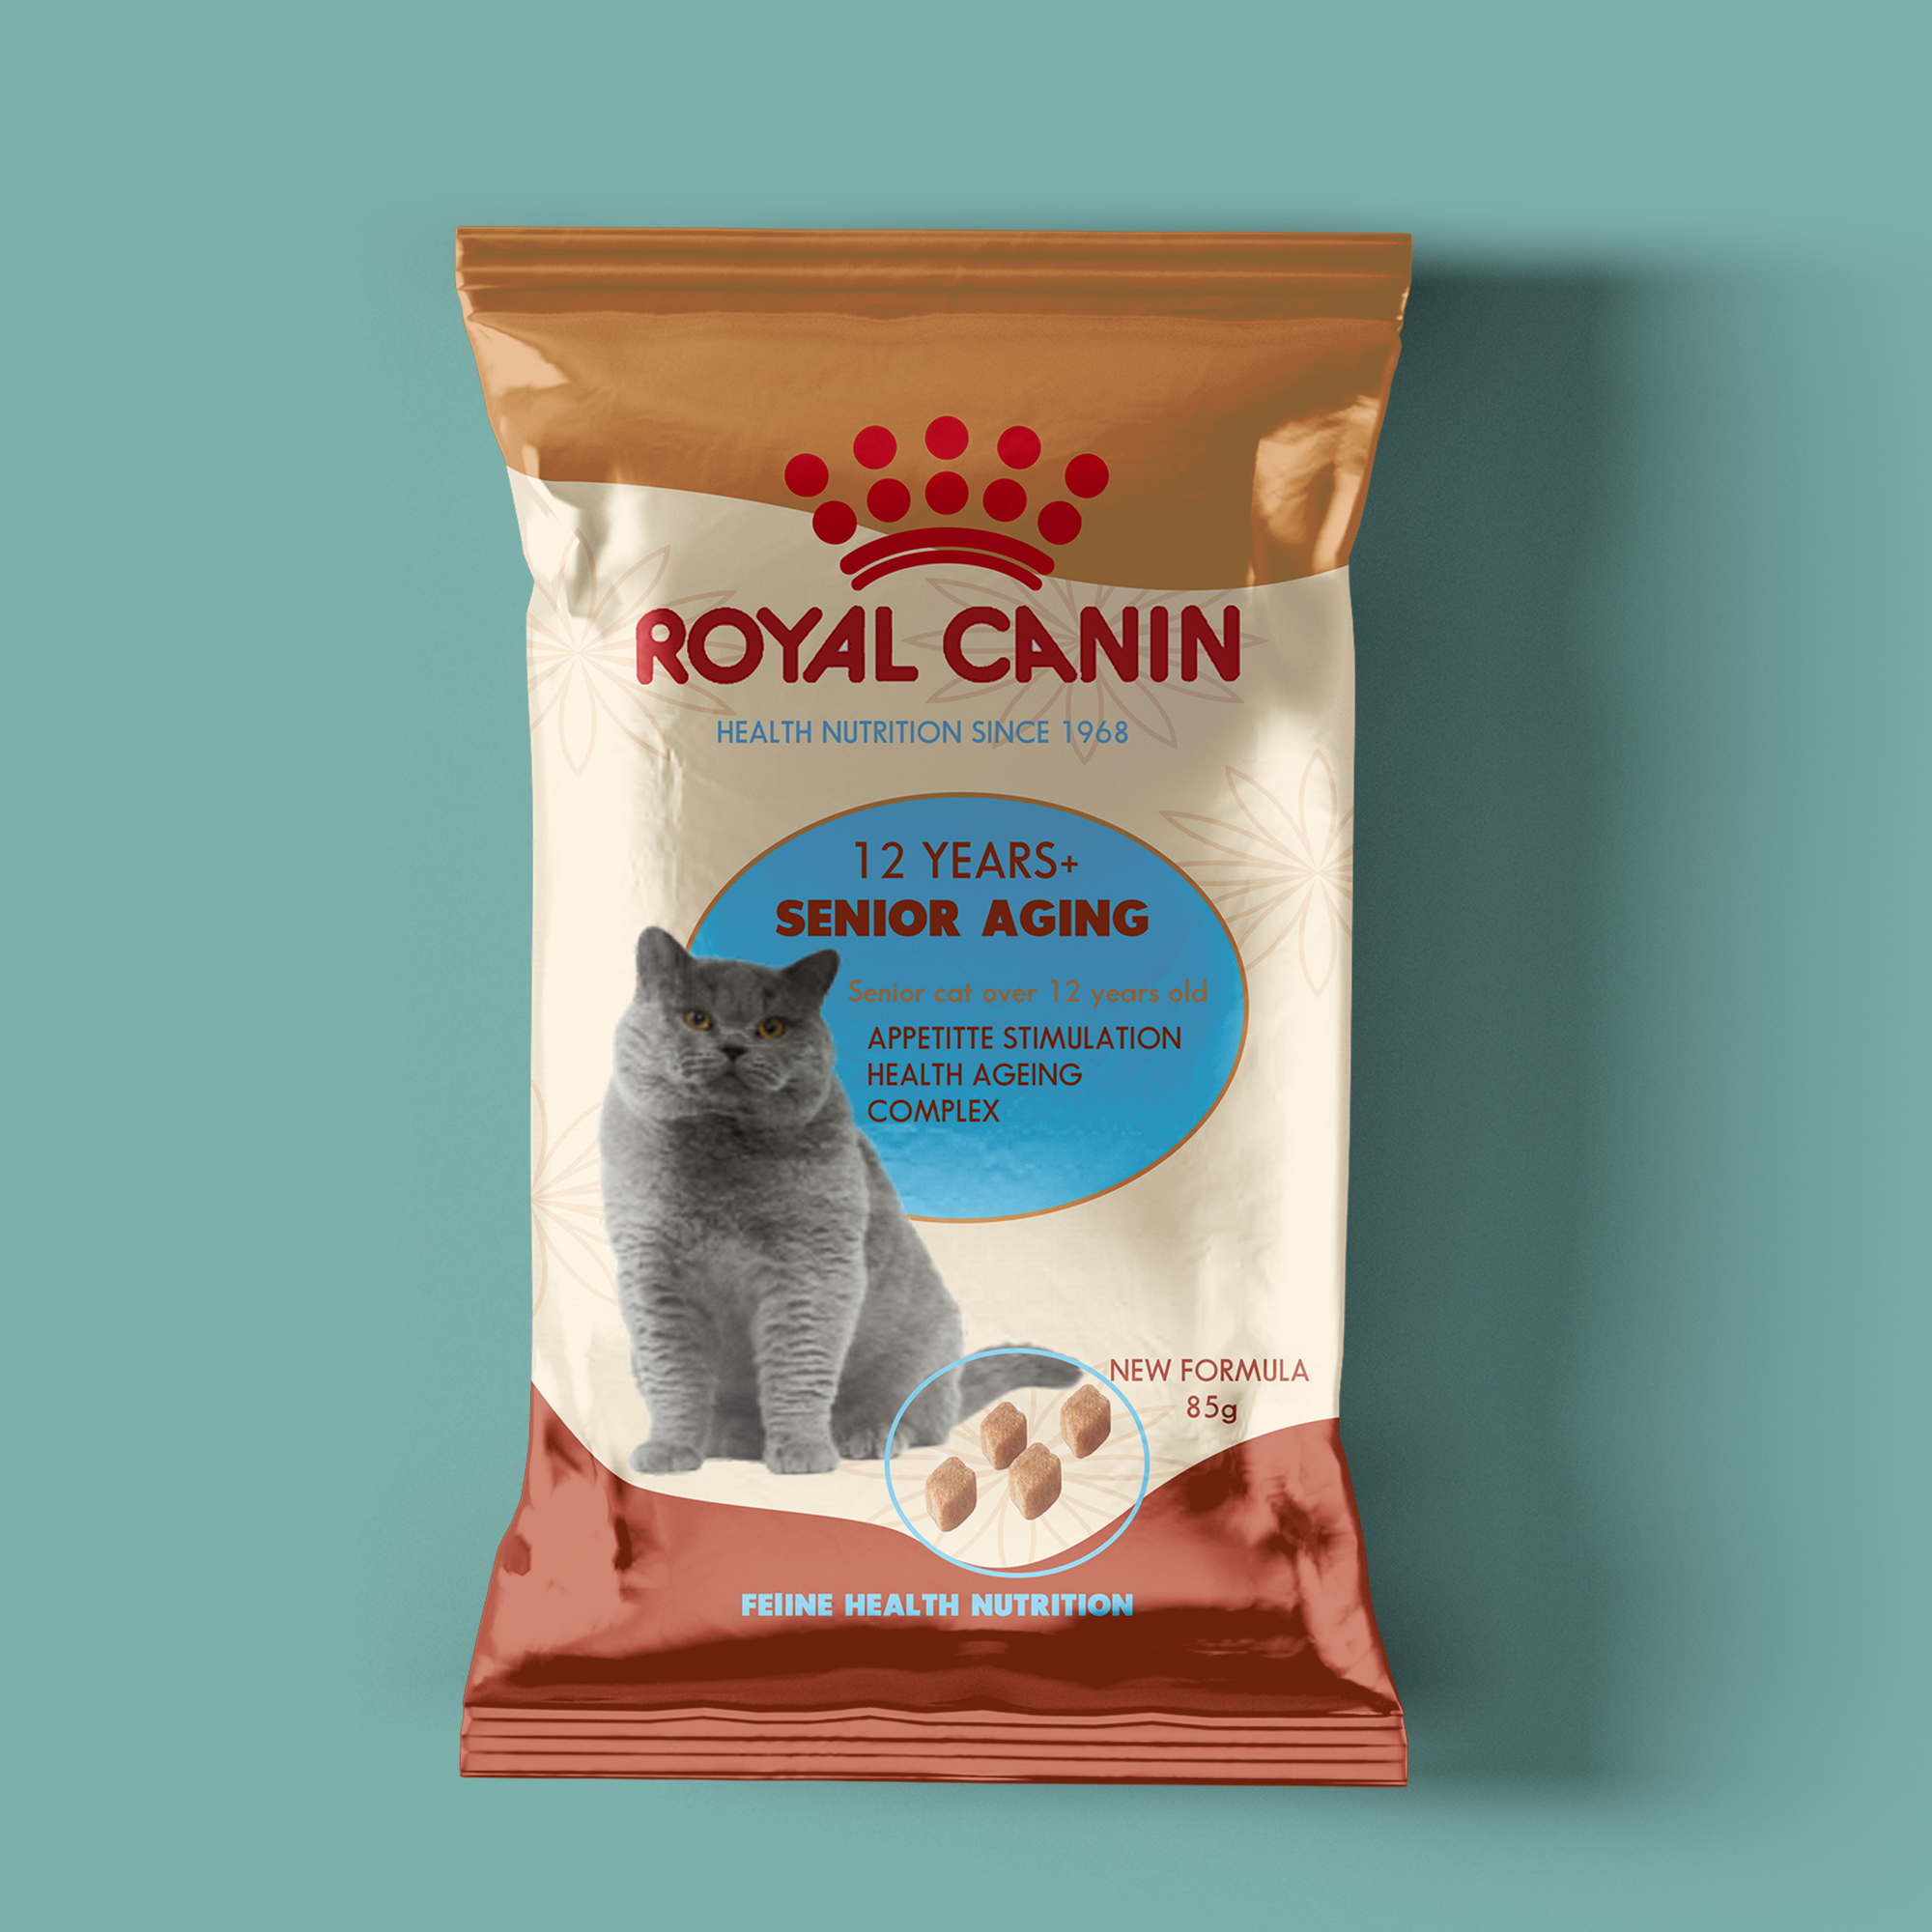 ROYAL CANIN
HEALTH NUTRITION SINCE 1968
12 YEARS+
SENIOR AGING
Senior cat over 12 years old
APPETITTE STIMULATION
HEALTH AGEING
COMPLEX
NEW FORMULA
85g
FElINE HEALTH NUTRITION